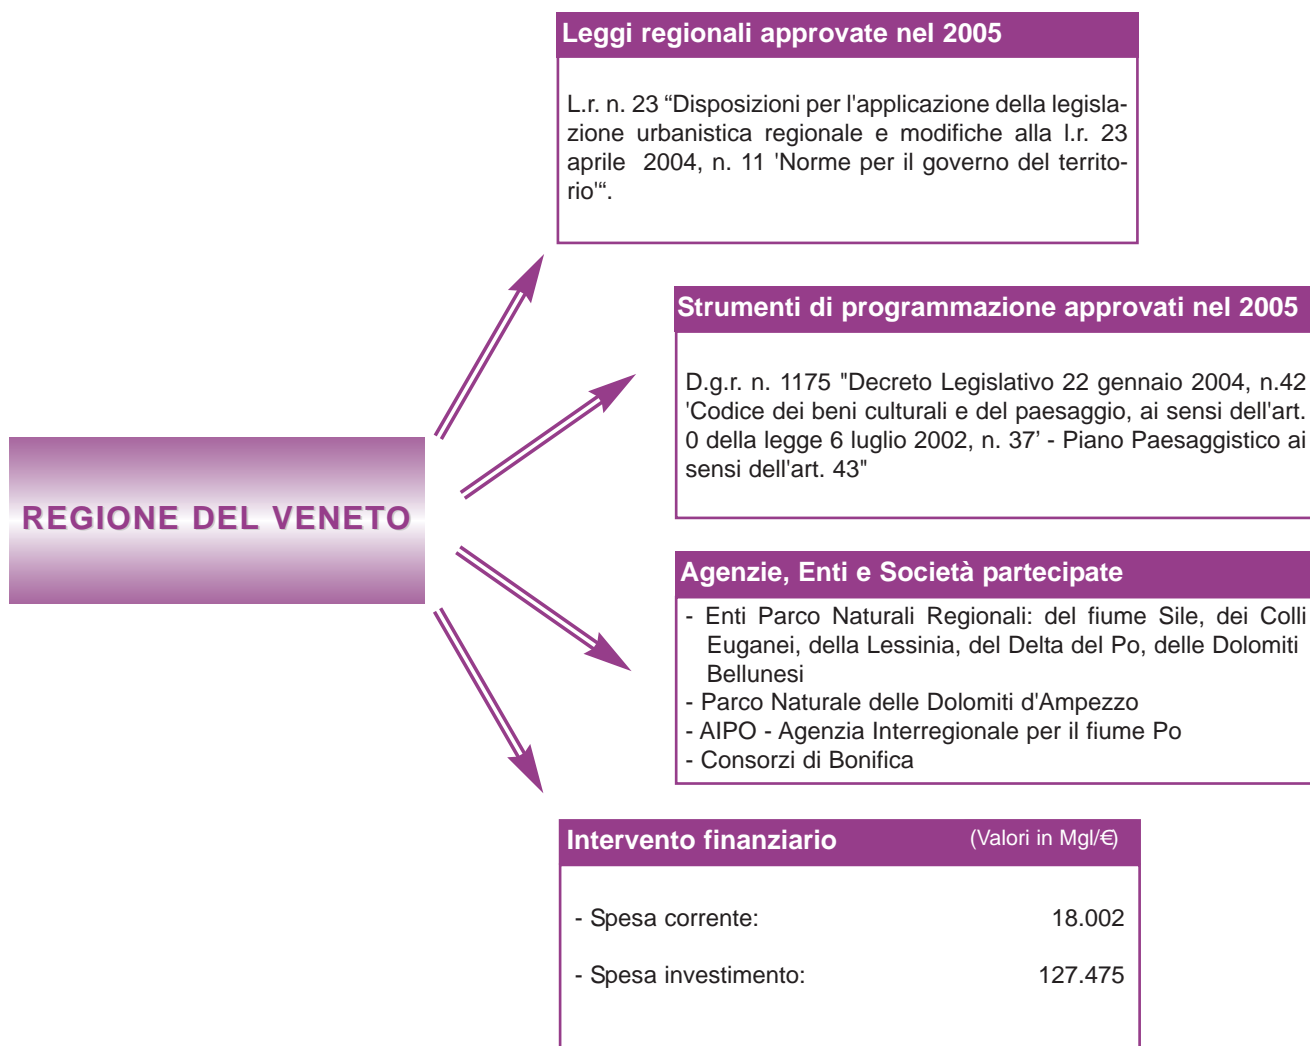 Leggi regionali approvate nel 2005
L.r. n. 23 “Disposizioni per l'applicazione della legisla-
zione urbanistica regionale e modifiche alla l.r. 23
aprile 2004, n. 11 'Norme per il governo del territo-
rio'“.
Strumenti di programmazione approvati nel 2005
D.g.r. n. 1175 "Decreto Legislativo 22 gennaio 2004, n.42
'Codice dei beni culturali e del paesaggio, ai sensi dell'art.
0 della legge 6 luglio 2002, n. 37’ - Piano Paesaggistico ai
sensi dell'art. 43"
REGIONE DEL VENETO
Agenzie, Enti e Società partecipate
- Enti Parco Naturali Regionali: del fiume Sile, dei Colli
Euganei, della Lessinia, del Delta del Po, delle Dolomiti
Bellunesi
- Parco Naturale delle Dolomiti d'Ampezzo
- AIPO - Agenzia Interregionale per il fiume Po
- Consorzi di Bonifica
Intervento finanziario (Valori in Mgl/€)
- Spesa corrente: 18.002
- Spesa investimento: 127.475